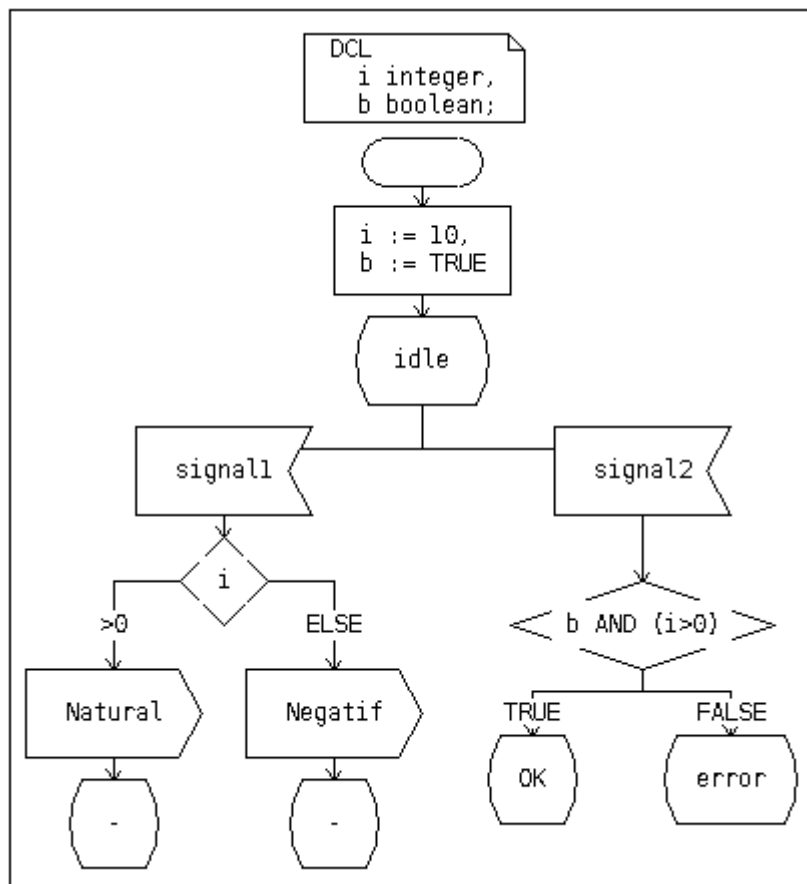 DCL
i integer,
b boolean;
i := 10,
b := TRUE
idle
signal1
signal2
i
b AND (i>0)
>0
ELSE
TRUE
FALSE
Natural
Negatif
OK
error
-
-